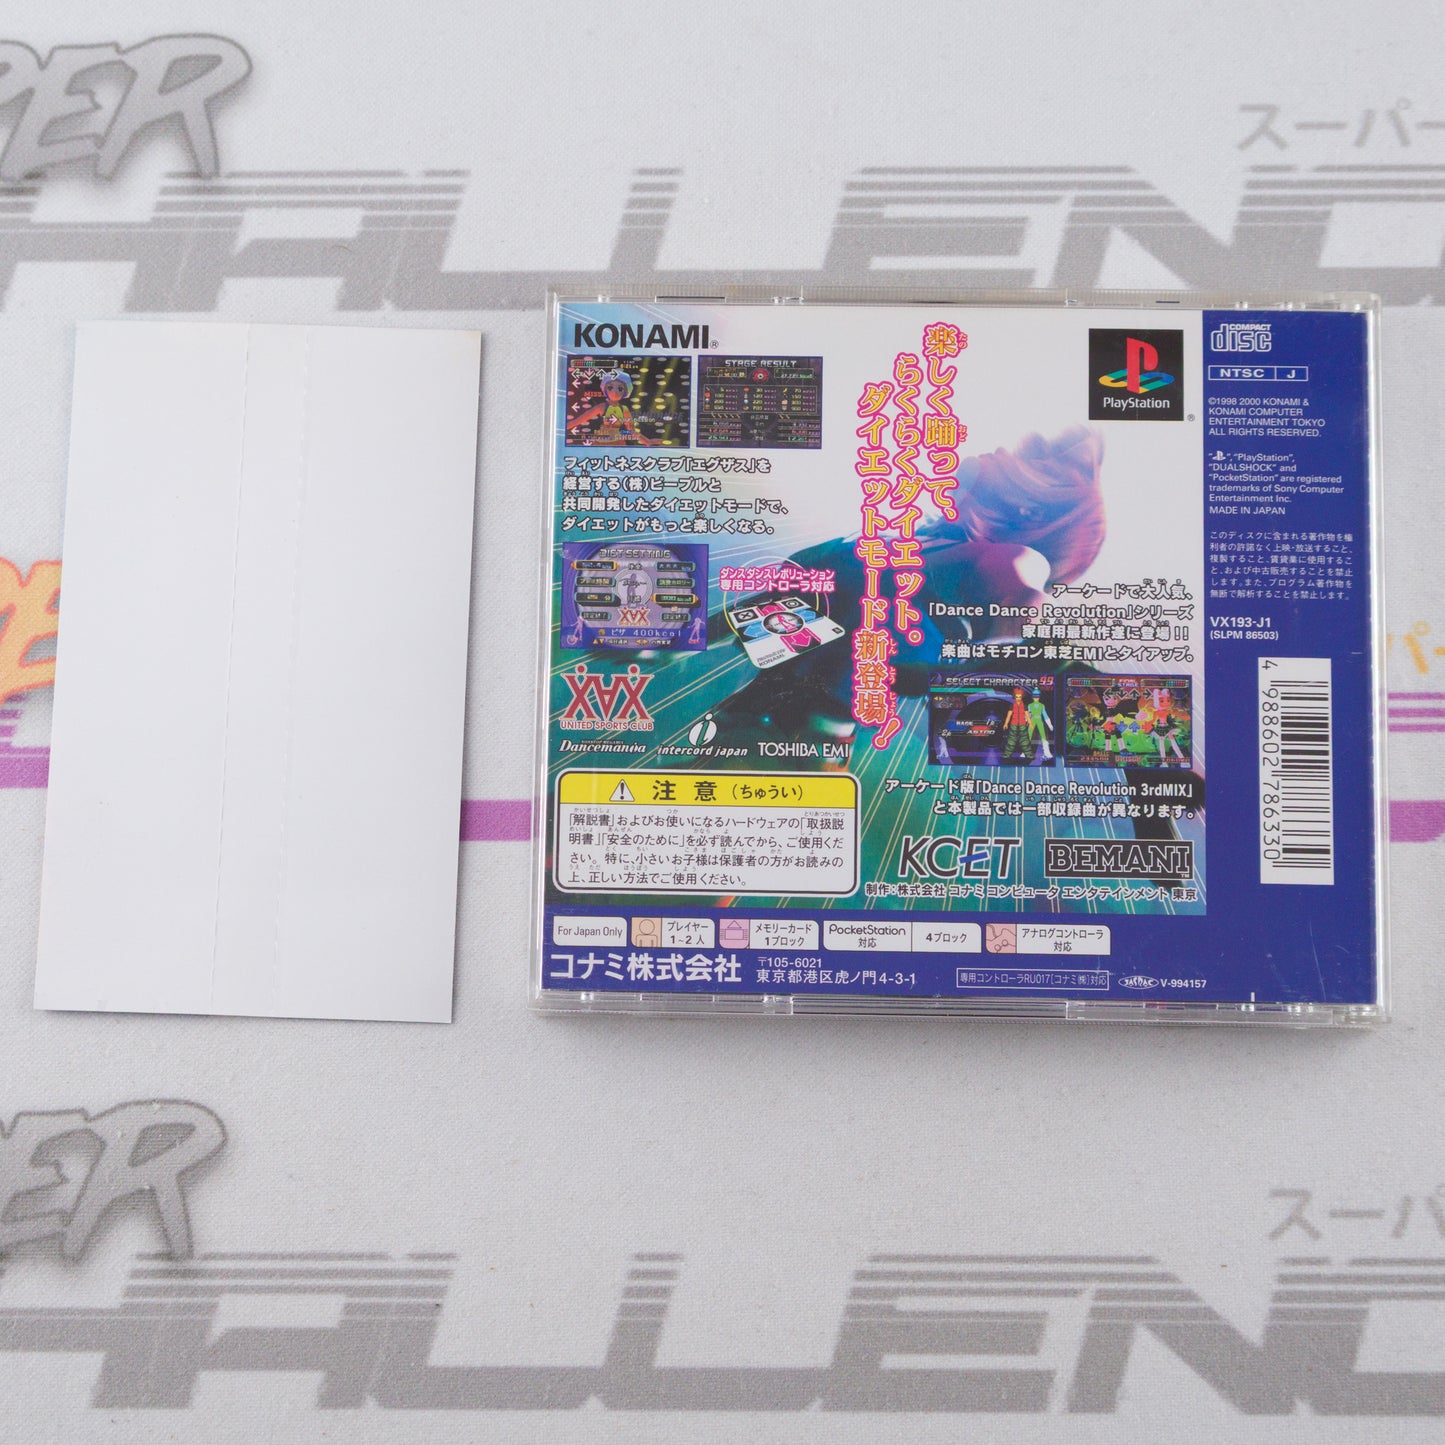 PER
スーパー
HALLENG
KONAMI®
STAGE RESULT
フィットネスクラブ「エグザス」を
経営する(株)ピープルと
共同開発したダイエットモードで、
ダイエットがもっと楽しくなる。
DIET SETTING
ピザ 400kcal
XAX
UNITED SPORTS CLUB
Dancemania
intercord japan
TOSHIBA EMI
ダンスダンスレボリューション
専用コントローラ対応
楽しく踊って、
らくらくダイエット・
ダイエットモード新登場!
PlayStation®
アーケードで大人気、
「Dance Dance Revolution」シリーズ
家庭用最新作遂に登場!!
楽曲はモチロン東芝EMIとタイアップ。
SELECT CHARACTER
ASTRO
アーケード版「Dance Dance Revolution 3rdMIX」
と本製品では一部収録曲が異なります。
KCET
BEMANI
制作:株式会社 コナミ コンピュータ エンタテインメント 東京
注意(ちゅうい)
「解説書」およびお使いになるハードウェアの「取扱説
明書」「安全のために」を必ず読んでから、ご使用くだ
さい。特に、小さいお子様は保護者の方がお読みの
上、正しい方法でご使用ください。
For Japan Only
プレイヤー
1~2人
メモリーカード
1ブロック
PocketStation
対応
4ブロック
アナログコントローラ
対応
コナミ株式会社
〒105-6021
東京都港区虎ノ門4-3-1
専用コントローラRU017[コナミ㈱]対応
V-994157
COMPACT
disc
NTSC J
©1998 2000 KONAMI &
KONAMI COMPUTER
ENTERTAINMENT TOKYO
ALL RIGHTS RESERVED.
"PlayStation",
"DUALSHOCK" and
"PocketStation" are registered
trademarks of Sony Computer
Entertainment Inc.
MADE IN JAPAN
このディスクに含まれる著作物を権
利者の許諾なく上映・放送すること、
複製すること、賃貸業に使用するこ
と、および中古販売することを禁止
します。また、プログラム著作物を
無断で解析することを禁止します。
VX193-J1
(SLPM 86503)
4 988602 786330
スーパ
PER
HALLENG